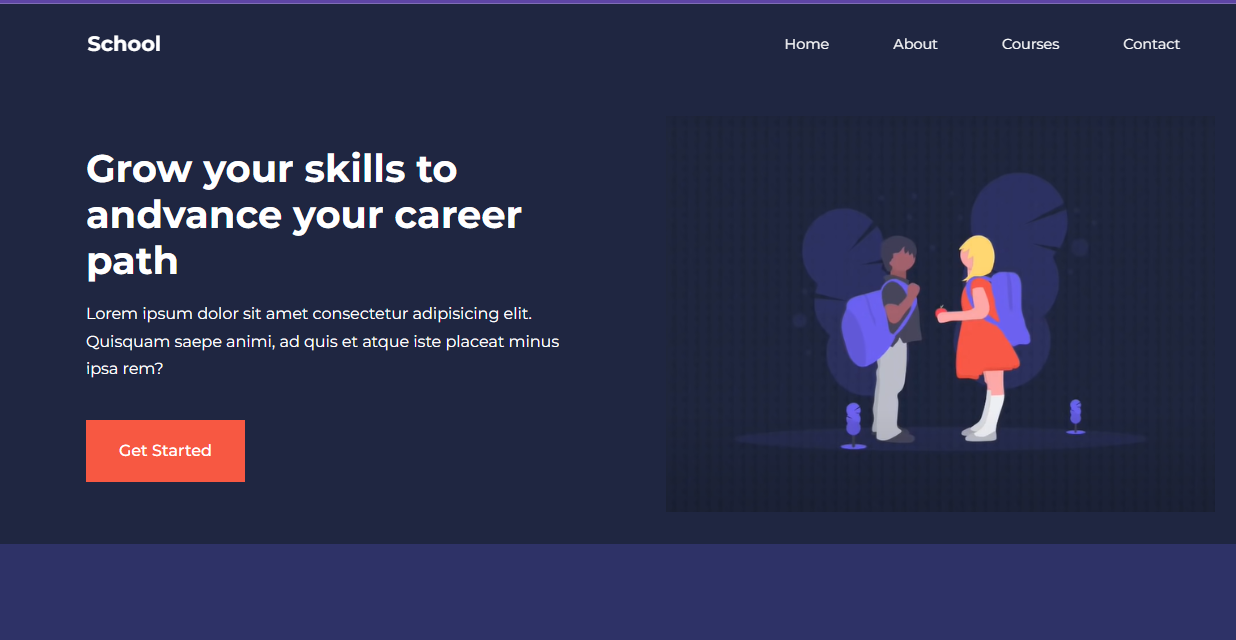 School
Home About Courses Contact
Grow your skills to
andvance your career
path
Lorem ipsum dolor sit amet consectetur adipisicing elit.
Quisquam saepe animi, ad quis et atque iste placeat minus
ipsa rem?
Get Started